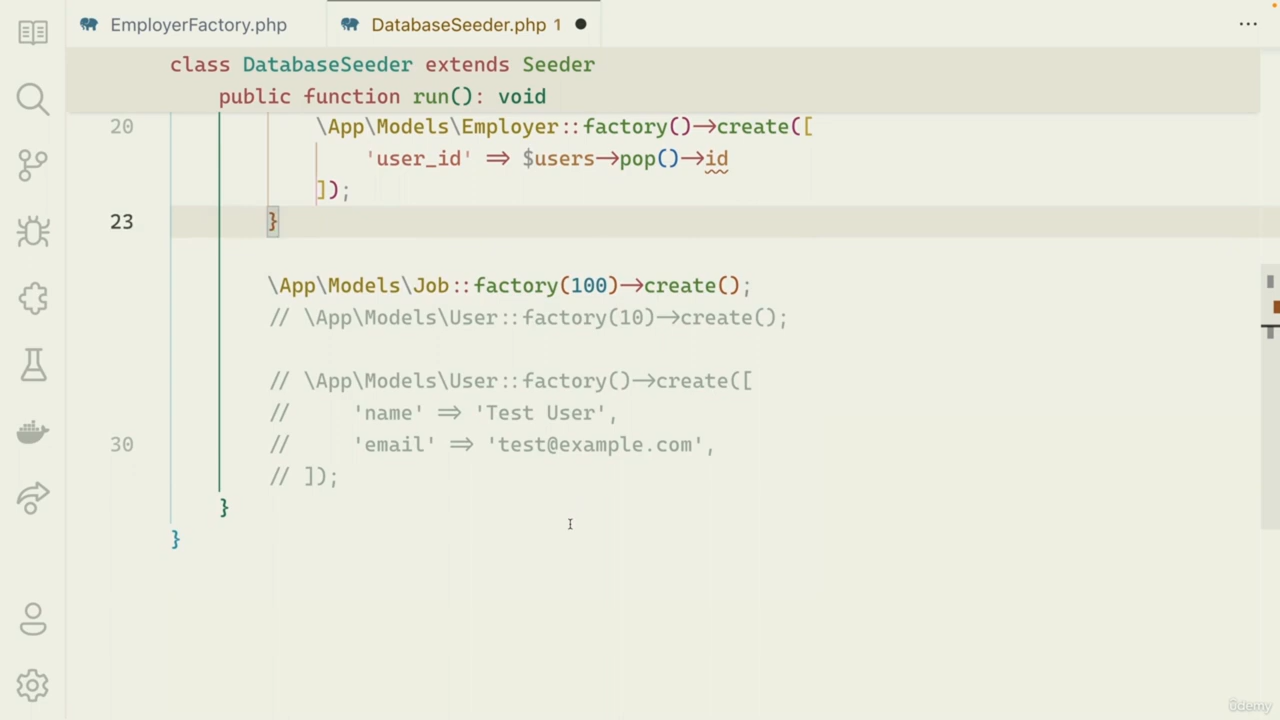 EmployerFactory.php
DatabaseSeeder.php 1
class DatabaseSeeder extends Seeder
public function run(): void
20 \App\Models\Employer::factory()->create([
'user_id' => $users->pop()->id
]);
23 }
\App\Models\Job::factory(100)->create();
// \App\Models\User::factory(10)->create();
// \App\Models\User::factory()->create([
// 'name' => 'Test User',
30 // 'email' => 'test@example.com',
// ]);
}
}
ûdemy